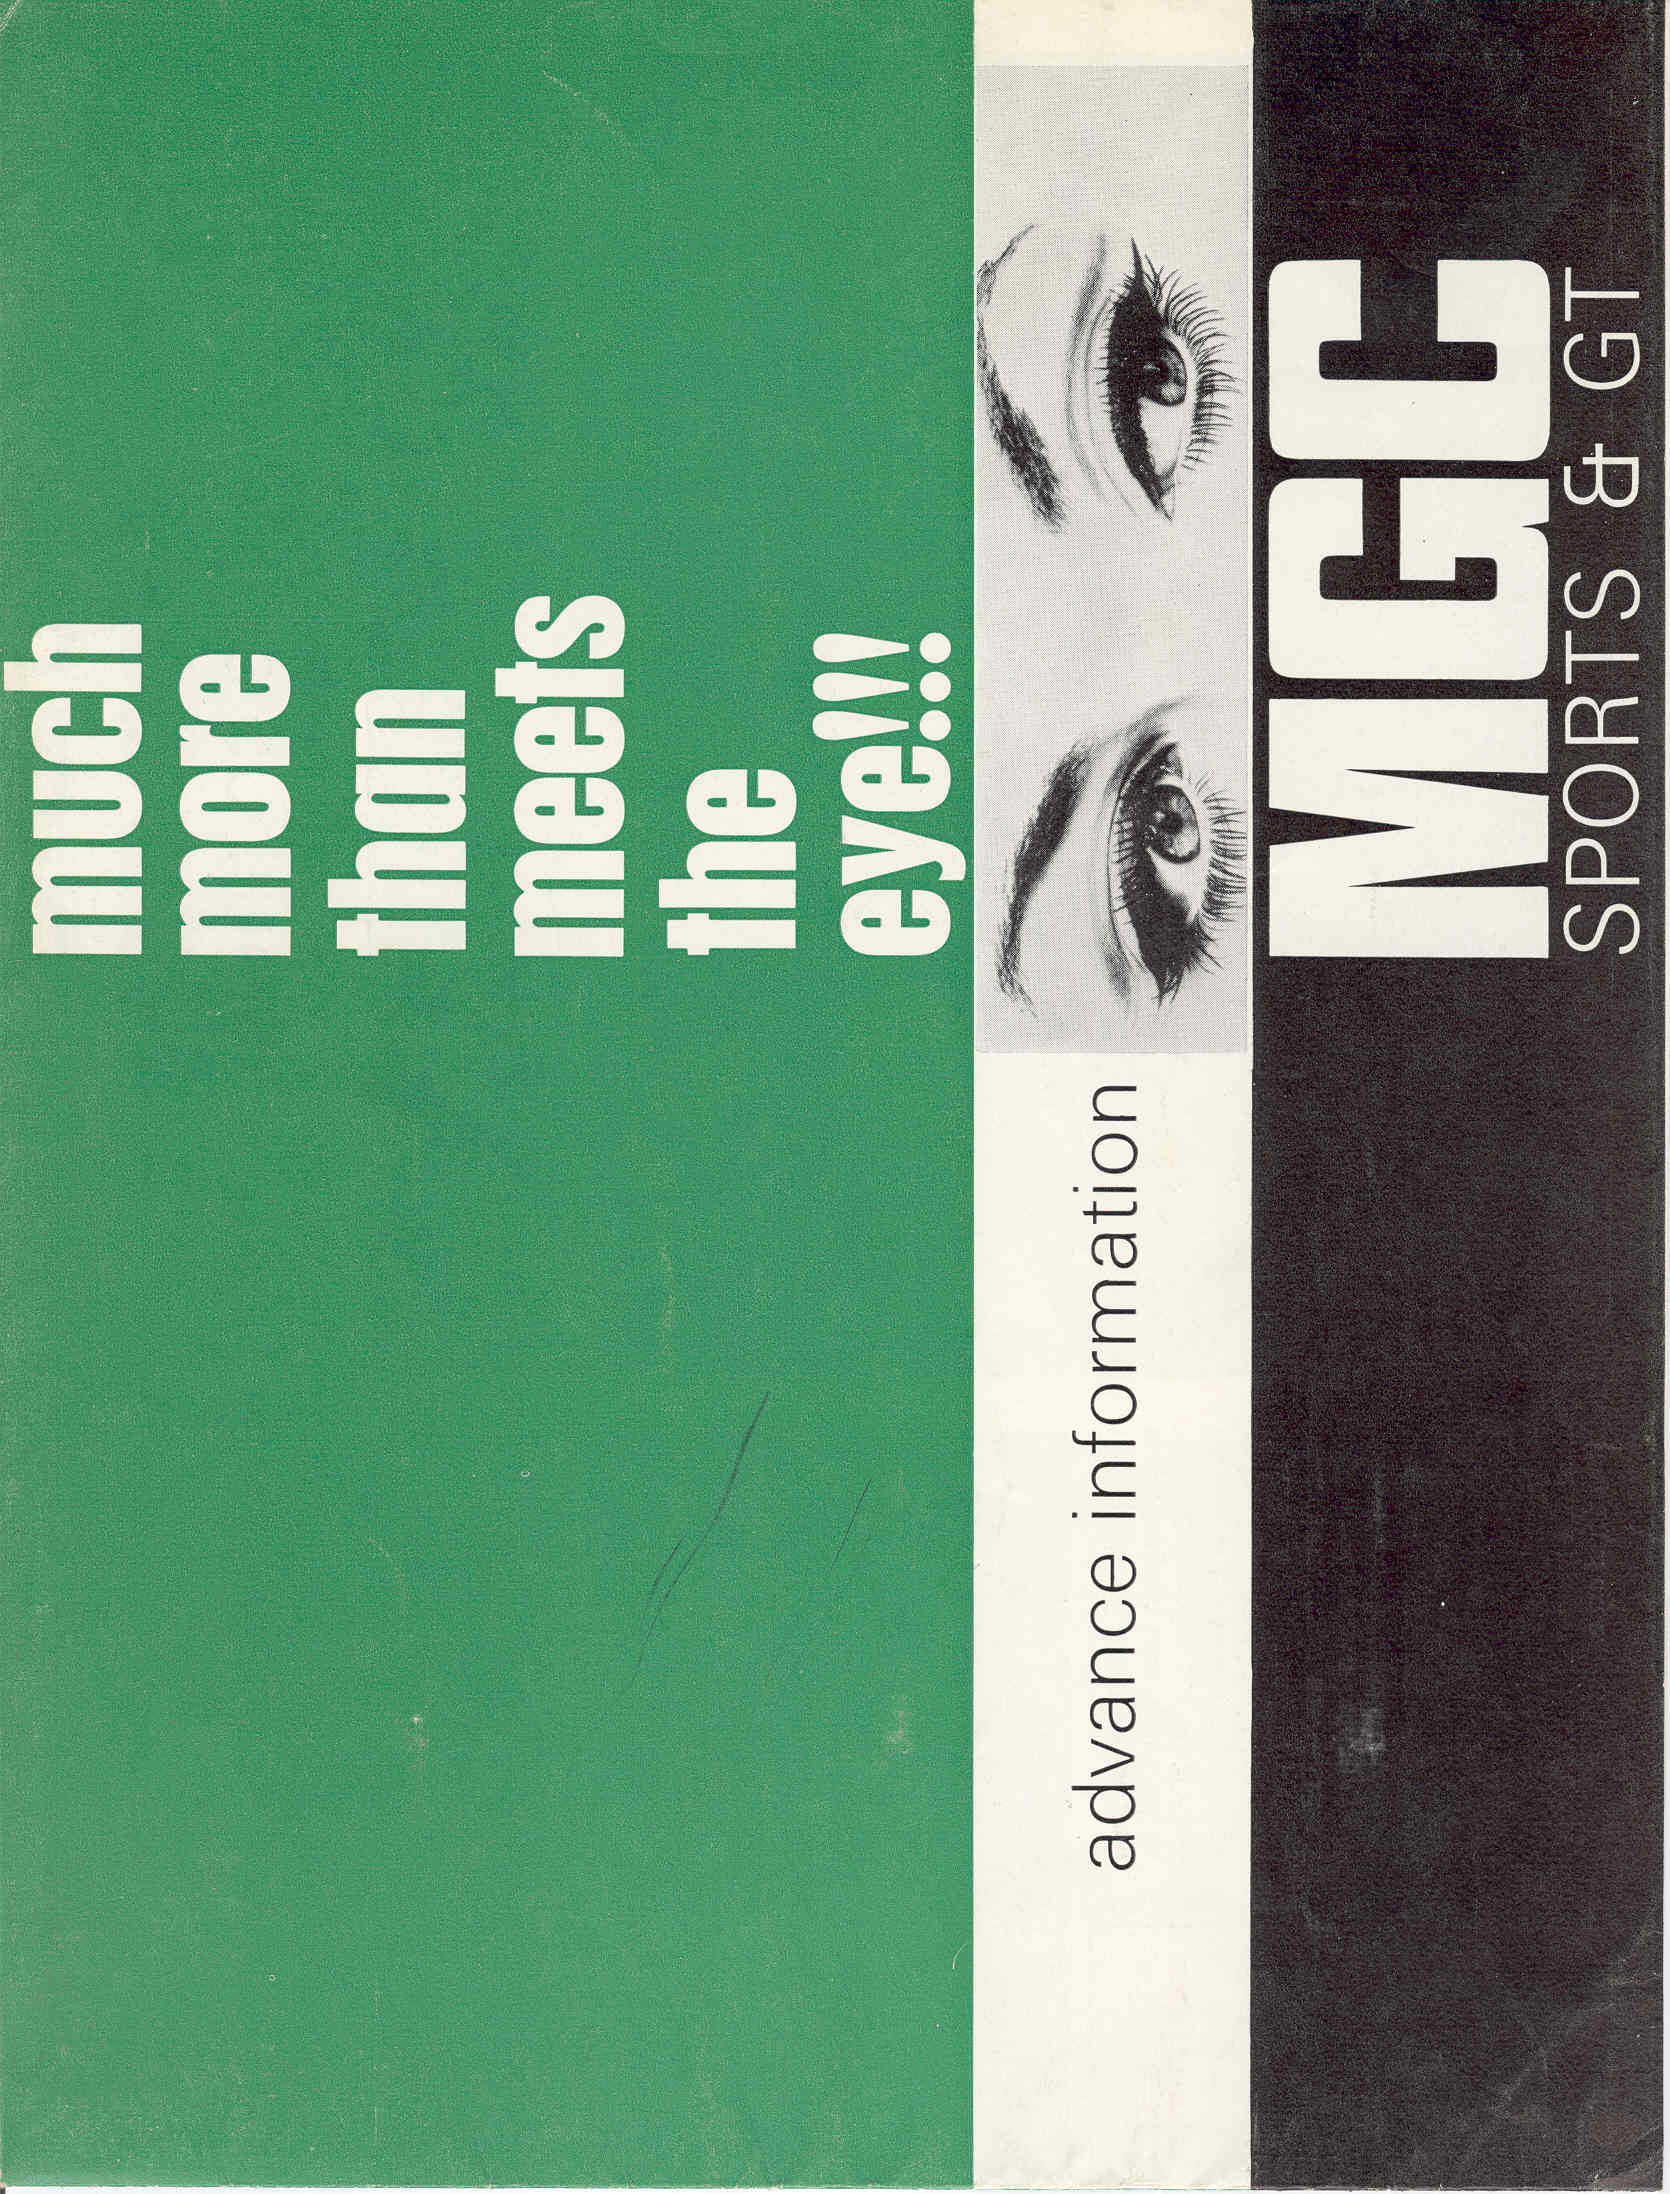 much
more
than
meets
the
eye!!!
advance information
MGC
SPORTS & GT